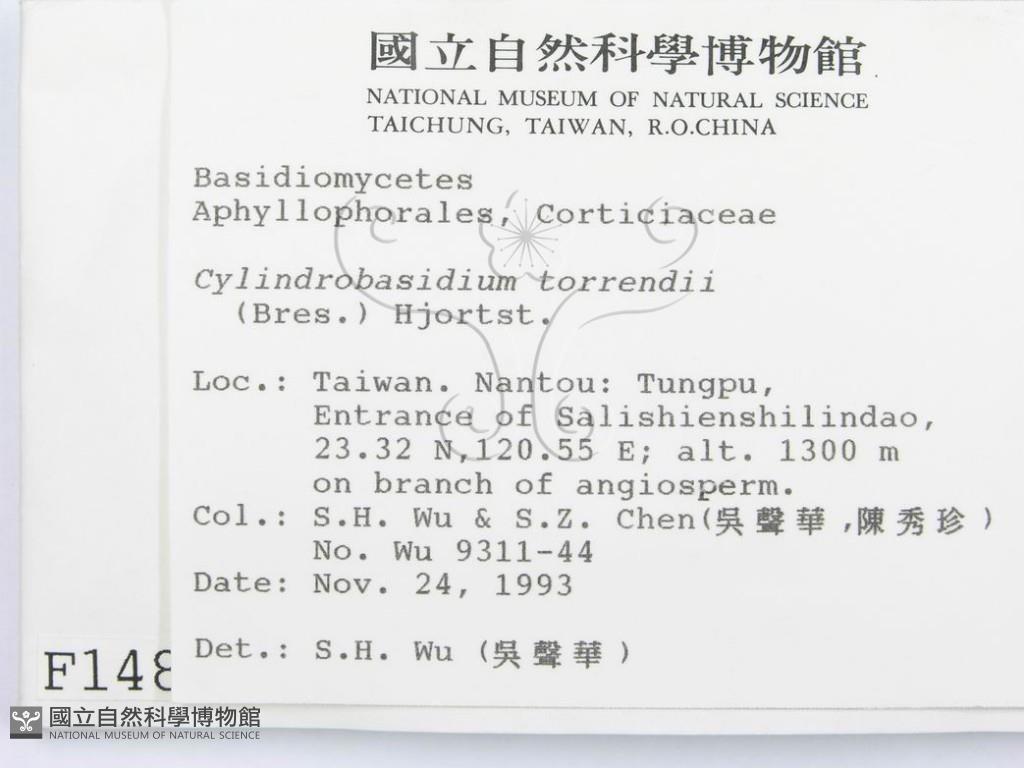 國立自然科學博物館
NATIONAL MUSEUM OF NATURAL SCIENCE
TAICHUNG, TAIWAN, R.O.CHINA
Basidiomycetes
Aphyllophorales, Corticiaceae
Cylindrobasidium torrendii
(Bres.) Hjortst.
Loc.: Taiwan. Nantou: Tungpu,
Entrance of Salishienshilindao,
23.32 N,120.55 E; alt. 1300 m
on branch of angiosperm.
Col.: S.H. Wu & S.Z. Chen(吳聲華,陳秀珍)
No. Wu 9311-44
Date: Nov. 24, 1993
Det.: S.H. Wu (吳聲華)
F148
國立自然科學博物館
NATIONAL MUSEUM OF NATURAL SCIENCE